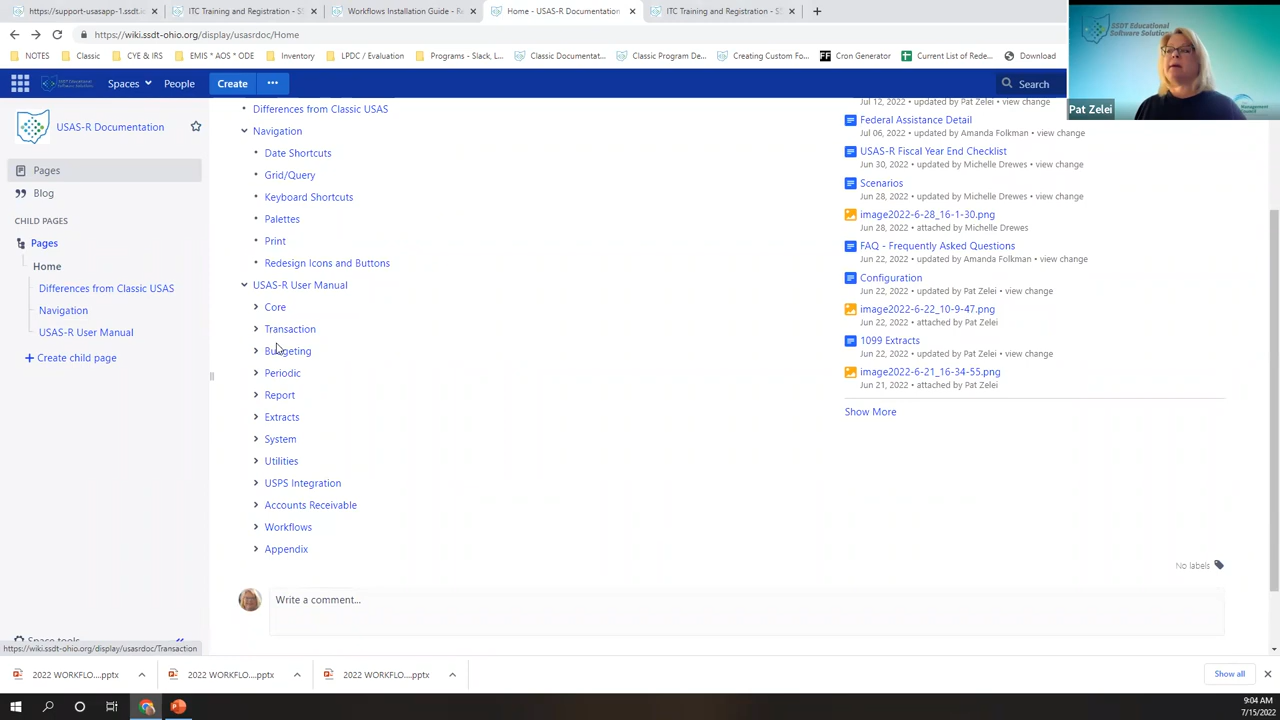 https://support-usasapp-1.ssdt.i
ITC Training and Registration - S
Workflows Installation Guide - Re
Home - USAS-R Documentation
ITC Training and Registration - S
https://wiki.ssdt-ohio.org/display/usasrdoc/Home
NOTES
Classic
CYE & IRS
EMIS * AOS * ODE
Inventory
LPDC / Evaluation
Programs - Slack, L...
Classic Documentat...
Classic Program De...
Creating Custom Fo...
Cron Generator
Current List of Rede...
Download
SSDT Educational
Software Solutions
Pat Zelei
Spaces
People
Create
Search
USAS-R Documentation
Pages
Blog
CHILD PAGES
Pages
Home
Differences from Classic USAS
Navigation
USAS-R User Manual
+ Create child page
Space tools
Differences from Classic USAS
Navigation
Date Shortcuts
Grid/Query
Keyboard Shortcuts
Palettes
Print
Redesign Icons and Buttons
USAS-R User Manual
Core
Transaction
Budgeting
Periodic
Report
Extracts
System
Utilities
USPS Integration
Accounts Receivable
Workflows
Appendix
Jul 12, 2022 • updated by Pat Zelei • view change
Federal Assistance Detail
Jul 06, 2022 • updated by Amanda Folkman • view change
USAS-R Fiscal Year End Checklist
Jun 30, 2022 • updated by Michelle Drewes • view change
Scenarios
Jun 28, 2022 • updated by Michelle Drewes • view change
image2022-6-28_16-1-30.png
Jun 28, 2022 • attached by Michelle Drewes
FAQ - Frequently Asked Questions
Jun 22, 2022 • updated by Amanda Folkman • view change
Configuration
Jun 22, 2022 • updated by Pat Zelei • view change
image2022-6-22_10-9-47.png
Jun 22, 2022 • attached by Pat Zelei
1099 Extracts
Jun 22, 2022 • updated by Pat Zelei • view change
image2022-6-21_16-34-55.png
Jun 21, 2022 • attached by Pat Zelei
Show More
No labels
Write a comment...
https://wiki.ssdt-ohio.org/display/usasrdoc/Transaction
2022 WORKFLO....pptx
2022 WORKFLO....pptx
2022 WORKFLO....pptx
Show all
9:04 AM
7/15/2022